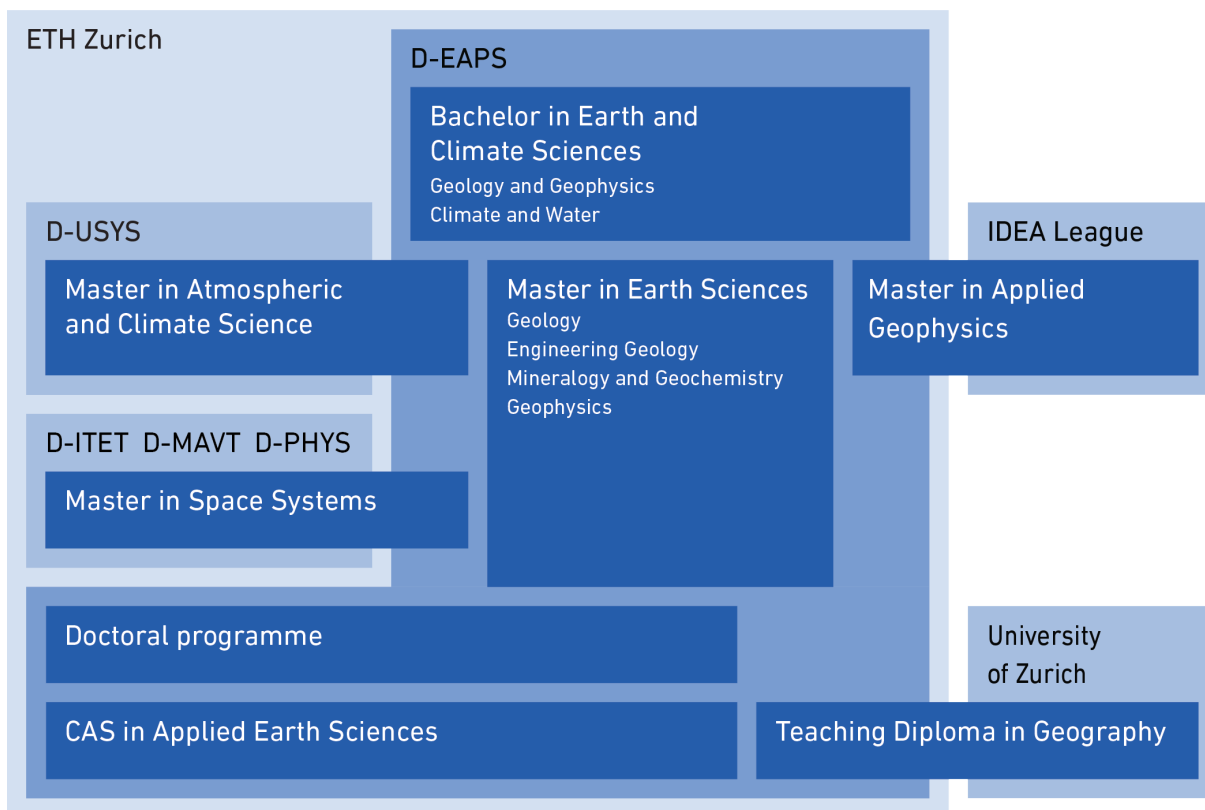 ETH Zurich
D-EAPS
Bachelor in Earth and
Climate Sciences
Geology and Geophysics
Climate and Water
D-USYS
Master in Atmospheric
and Climate Science
Master in Earth Sciences
Geology
Engineering Geology
Mineralogy and Geochemistry
Geophysics
IDEA League
Master in Applied
Geophysics
D-ITET D-MAVT D-PHYS
Master in Space Systems
Doctoral programme
CAS in Applied Earth Sciences
University
of Zurich
Teaching Diploma in Geography